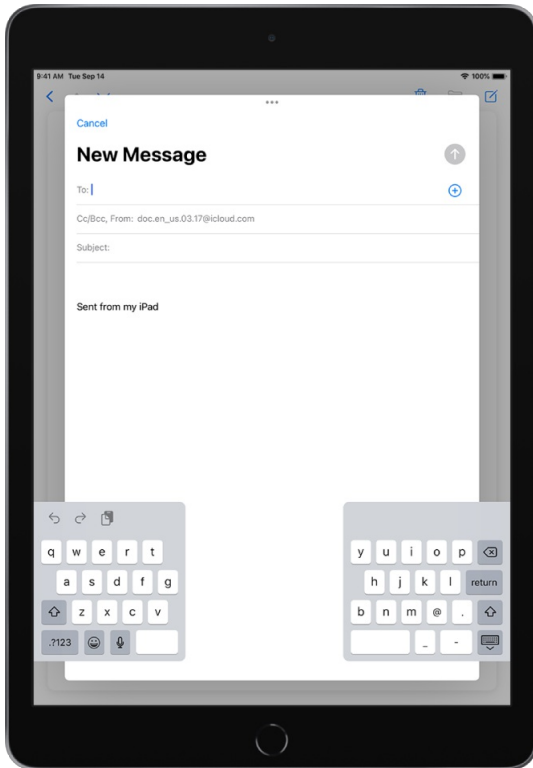 9:41 AM Tue Sep 14 100%
Cancel
New Message
To:
Cc/Bcc, From: doc.en_us.03.17@icloud.com
Subject:
Sent from my iPad
q w e r t y u i o p
a s d f g h j k l return
z x c v b n m @ .
.?123 _ -